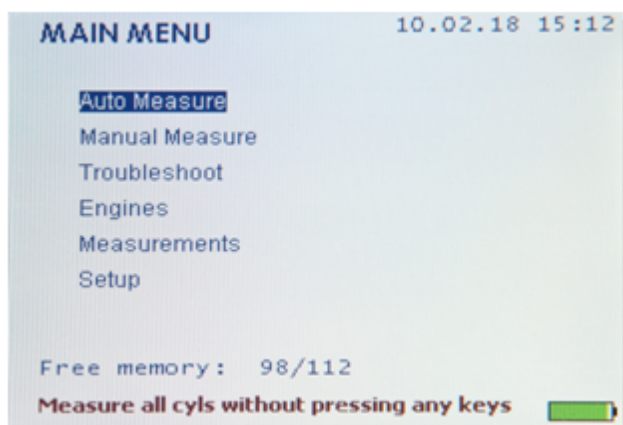 MAIN MENU 10.02.18 15:12
Auto Measure
Manual Measure
Troubleshoot
Engines
Measurements
Setup
Free memory: 98/112
Measure all cyls without pressing any keys